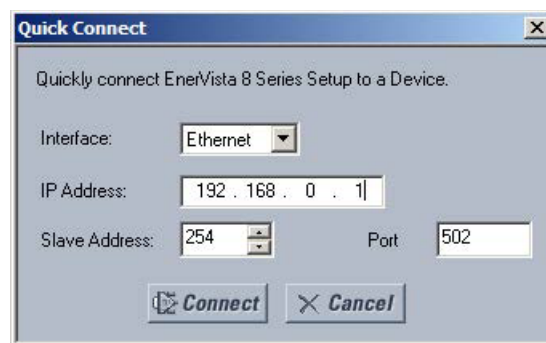 Quick Connect
Quickly connect EnerVista 8 Series Setup to a Device.
Interface: Ethernet
IP Address: 192 . 168 . 0 . 1
Slave Address: 254 Port 502
Connect Cancel